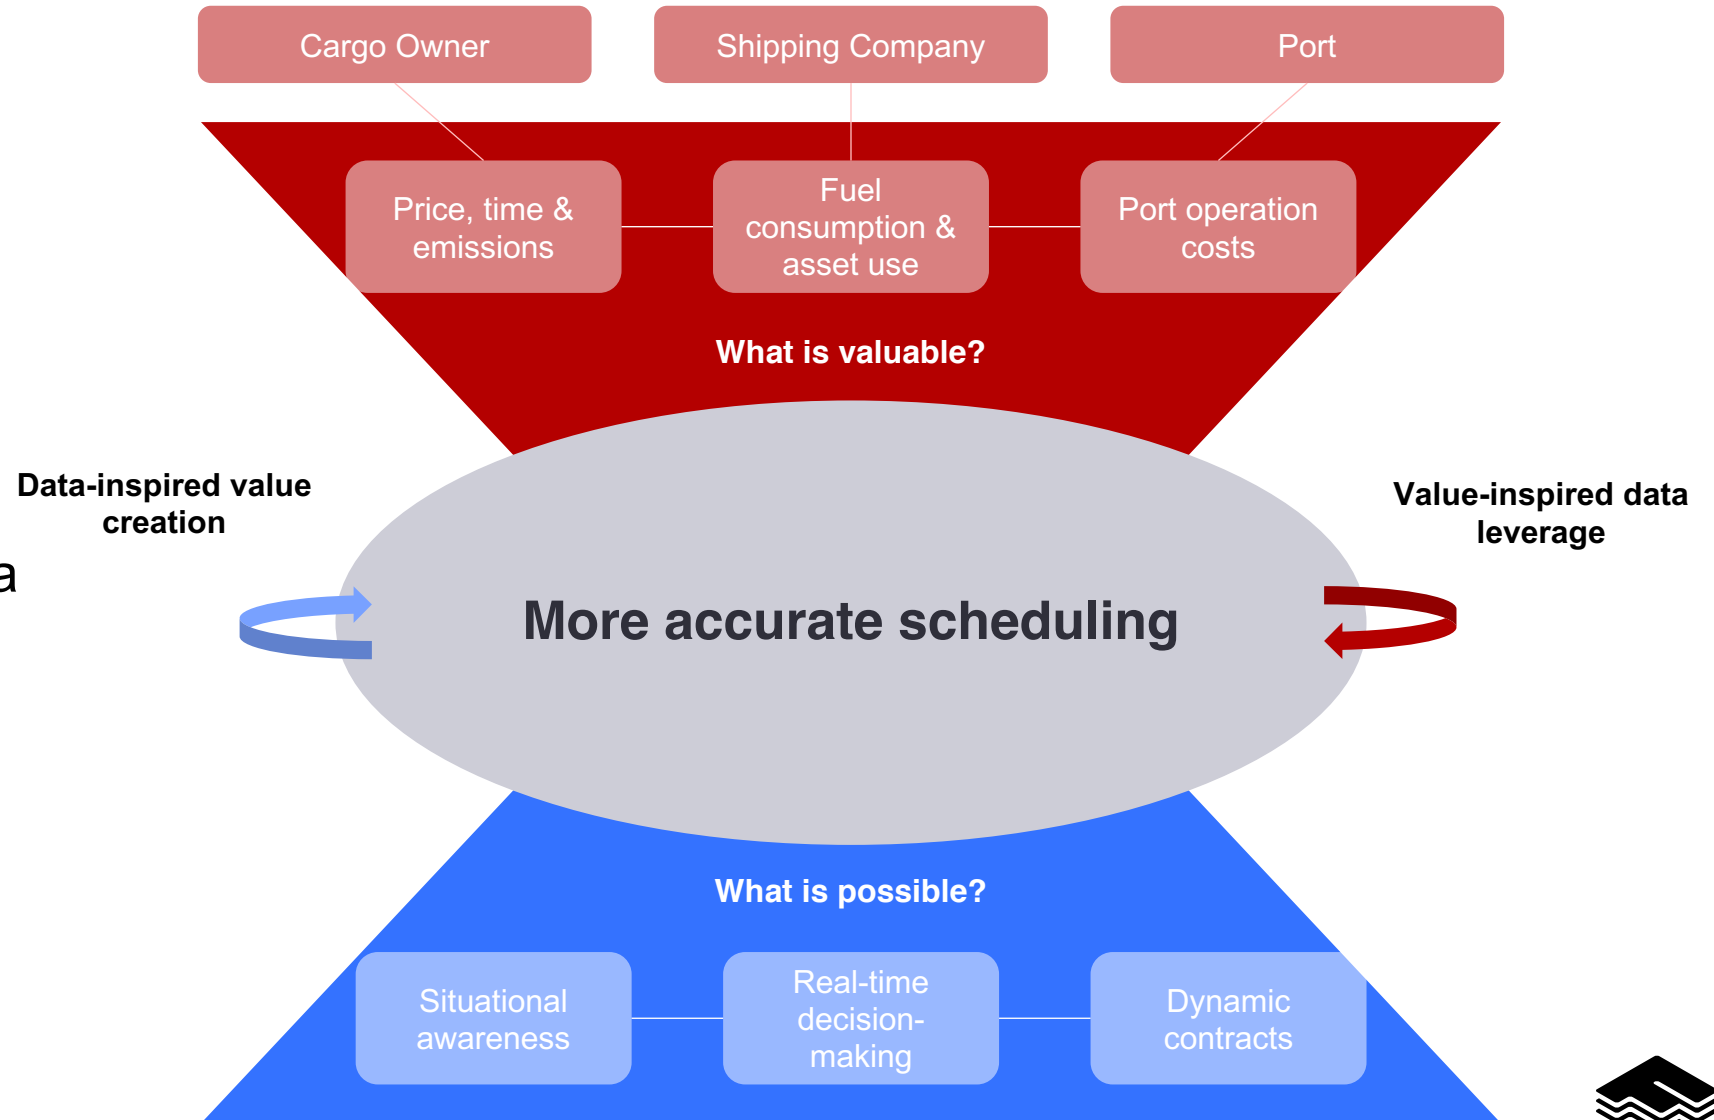 Cargo Owner
Shipping Company
Port
Price, time &
emissions
Fuel
consumption &
asset use
Port operation
costs
What is valuable?
Data-inspired value
creation
Value-inspired data
leverage
a
More accurate scheduling
What is possible?
Situational
awareness
Real-time
decision-
making
Dynamic
contracts